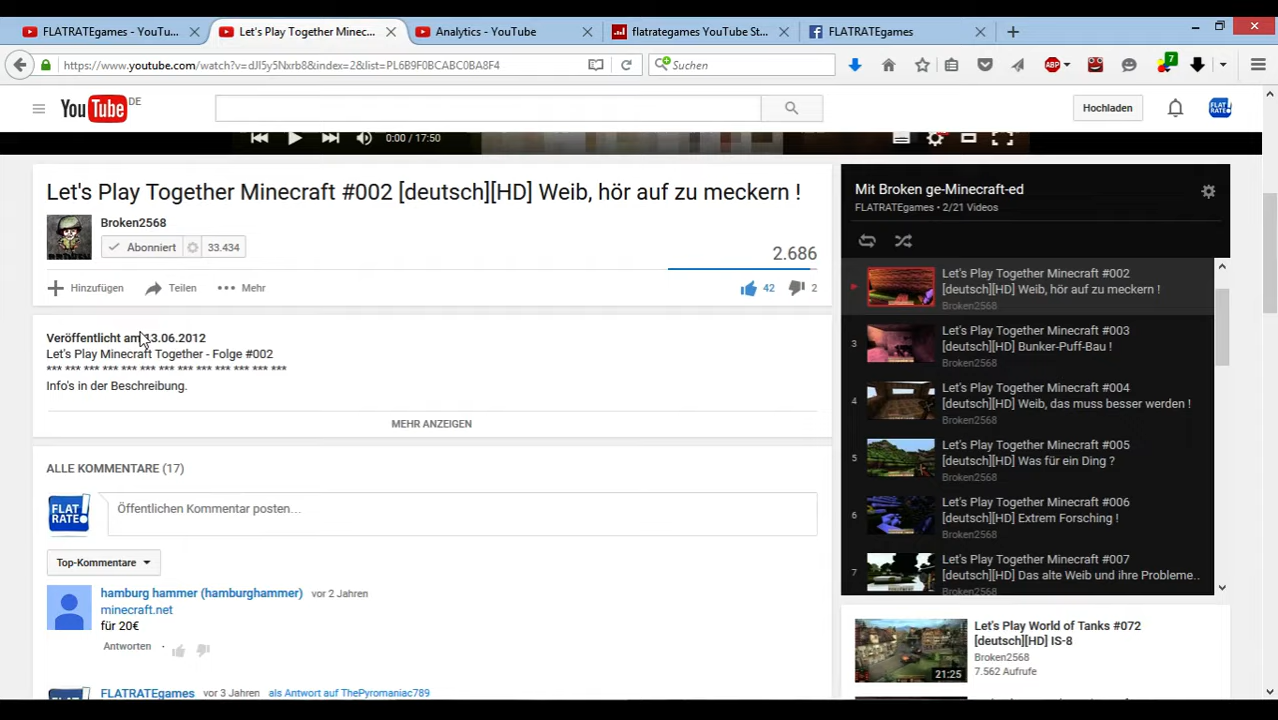 FLATRATEgames - YouTu...
Let's Play Together Minec...
Analytics - YouTube
flatrategames YouTube St...
FLATRATEgames
https://www.youtube.com/watch?v=dJI5y5Nxrb8&index=2&list=PL6B9F0BCABC0BA8F4
Suchen
ABP
7
YouTube DE
Hochladen
FLAT RATE!
0:00 / 17:50
Let's Play Together Minecraft #002 [deutsch][HD] Weib, hör auf zu meckern !
Broken2568
Abonniert
33.434
2.686
Hinzufügen
Teilen
Mehr
42
2
Veröffentlicht am 13.06.2012
Let's Play Minecraft Together - Folge #002
*** *** *** *** *** *** *** *** *** *** *** *** ***
Info's in der Beschreibung.
MEHR ANZEIGEN
ALLE KOMMENTARE (17)
FLAT
RATE!
Öffentlichen Kommentar posten...
Top-Kommentare
hamburg hammer (hamburghammer) vor 2 Jahren
minecraft.net
für 20€
Antworten
FLATRATEgames vor 3 Jahren als Antwort auf ThePyromaniac789
Mit Broken ge-Minecraft-ed
FLATRATEgames • 2/21 Videos
Let's Play Together Minecraft #002
[deutsch][HD] Weib, hör auf zu meckern !
Broken2568
3
Let's Play Together Minecraft #003
[deutsch][HD] Bunker-Puff-Bau !
Broken2568
4
Let's Play Together Minecraft #004
[deutsch][HD] Weib, das muss besser werden !
Broken2568
5
Let's Play Together Minecraft #005
[deutsch][HD] Was für ein Ding ?
Broken2568
6
Let's Play Together Minecraft #006
[deutsch][HD] Extrem Forsching !
Broken2568
7
Let's Play Together Minecraft #007
[deutsch][HD] Das alte Weib und ihre Probleme..
Broken2568
21:25
Let's Play World of Tanks #072
[deutsch][HD] IS-8
Broken2568
7.562 Aufrufe